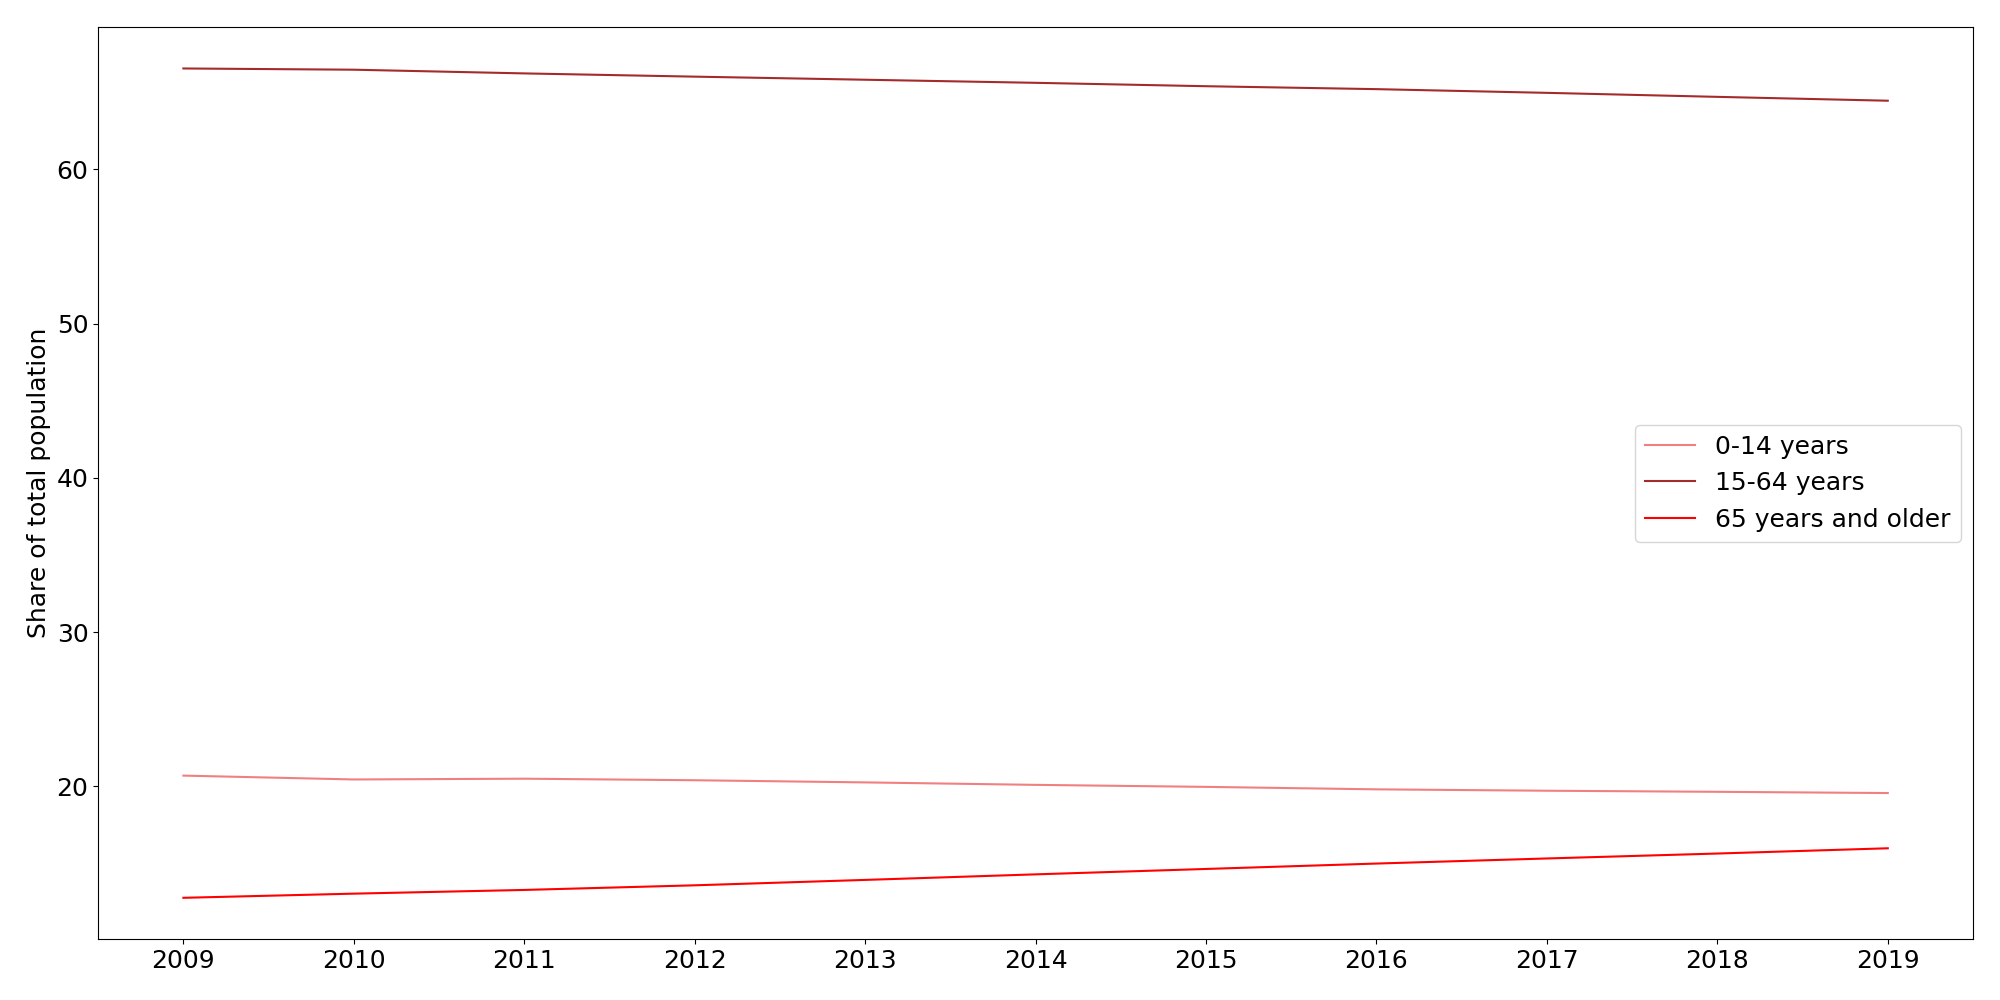 Share of total population
60
50
40
30
20
0-14 years
15-64 years
65 years and older
2009 2010 2011 2012 2013 2014 2015 2016 2017 2018 2019